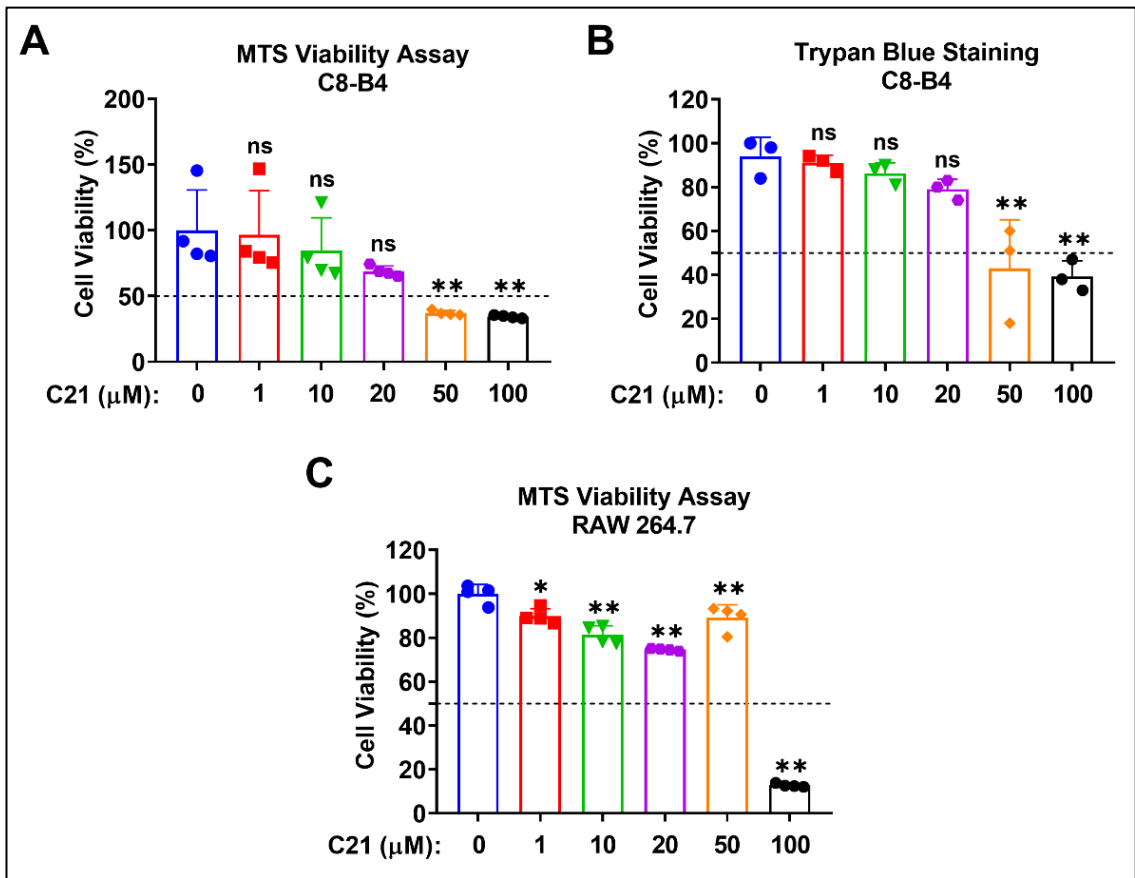 A
MTS Viability Assay
C8-B4
Cell Viability (%)
200
150
100
50
0
ns
ns
ns
**
**
C21 (μM): 0 1 10 20 50 100
B
Trypan Blue Staining
C8-B4
Cell Viability (%)
120
100
80
60
40
20
0
ns
ns
ns
**
**
0 1 10 20 50 100
C
MTS Viability Assay
RAW 264.7
Cell Viability (%)
120
100
80
60
40
20
0
*
**
**
**
**
C21 (μM): 0 1 10 20 50 100